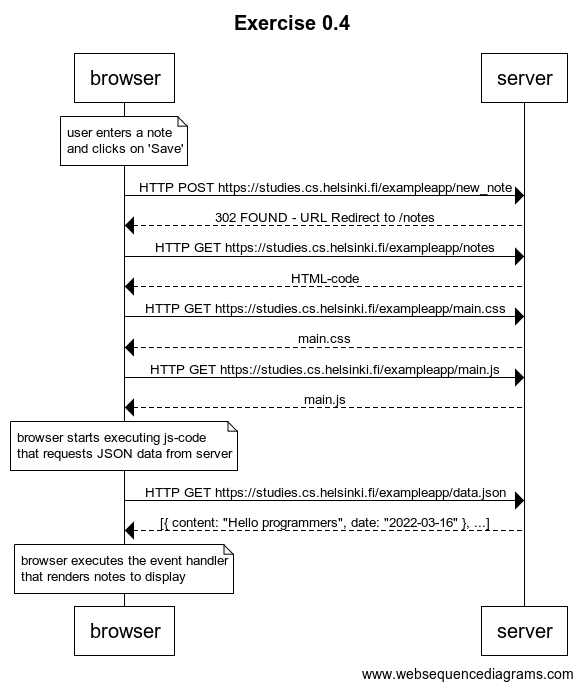 Exercise 0.4
browser
server
user enters a note
and clicks on 'Save'
HTTP POST https://studies.cs.helsinki.fi/exampleapp/new_note
302 FOUND - URL Redirect to /notes
HTTP GET https://studies.cs.helsinki.fi/exampleapp/notes
HTML-code
HTTP GET https://studies.cs.helsinki.fi/exampleapp/main.css
main.css
HTTP GET https://studies.cs.helsinki.fi/exampleapp/main.js
main.js
browser starts executing js-code
that requests JSON data from server
HTTP GET https://studies.cs.helsinki.fi/exampleapp/data.json
[{ content: "Hello programmers", date: "2022-03-16" }, ...]
browser executes the event handler
that renders notes to display
browser
server
www.websequencediagrams.com